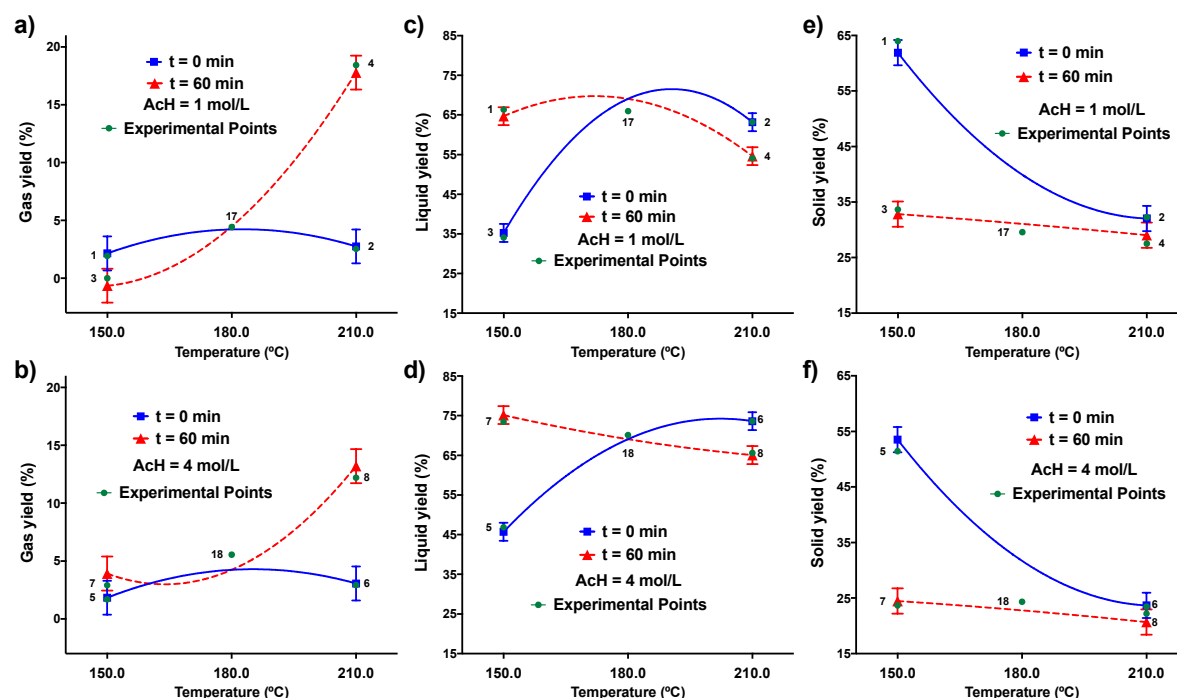 a)
Gas yield (%)
20
15
10
5
0
t = 0 min
t = 60 min
AcH = 1 mol/L
Experimental Points
1
3
17
4
2
150.0
180.0
210.0
Temperature (ºC)
c)
Liquid yield (%)
95
85
75
65
55
45
35
25
15
1
3
17
2
4
t = 0 min
t = 60 min
AcH = 1 mol/L
Experimental Points
150.0
180.0
210.0
Temperature (ºC)
e)
Solid yield (%)
65
55
45
35
25
15
t = 0 min
t = 60 min
AcH = 1 mol/L
Experimental Points
1
3
17
2
4
150.0
180.0
210.0
Temperature (ºC)
b)
Gas yield (%)
20
15
10
5
0
t = 0 min
t = 60 min
AcH = 4 mol/L
Experimental Points
7
5
18
8
6
150.0
180.0
210.0
Temperature (ºC)
d)
Liquid yield (%)
95
85
75
65
55
45
35
25
15
7
5
18
6
8
t = 0 min
t = 60 min
AcH = 4 mol/L
Experimental Points
150.0
180.0
210.0
Temperature (ºC)
f)
Solid yield (%)
65
55
45
35
25
15
t = 0 min
t = 60 min
AcH = 4 mol/L
Experimental Points
5
7
18
6
8
150.0
180.0
210.0
Temperature (ºC)